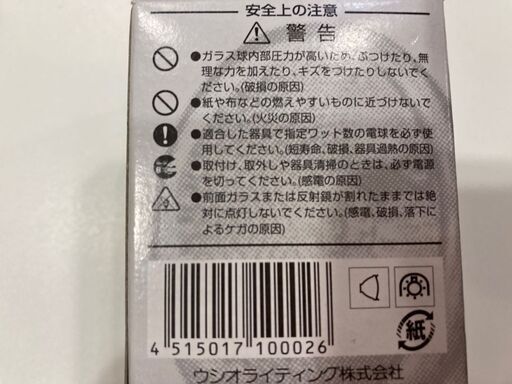 安全上の注意
警告
●ガラス球内部圧力が高いため、ぶつけたり、無
理な力を加えたり、キズをつけたりしないでく
ださい。(破損の原因)
●紙や布などの燃えやすいものに近づけないで
ください。(火災の原因)
●適合した器具で指定ワット数の電球を必ず使
用してください。(短寿命、破損、器具過熱の原因)
●取付け、取外しや器具清掃のときは、必ず電源
を切ってください。(感電の原因)
●前面ガラスまたは反射鏡が割れたままでは絶
対に点灯しないでください。(感電、破損、落下に
よるケガの原因)
紙
4 515017 100026
ウシオライティング株式会社